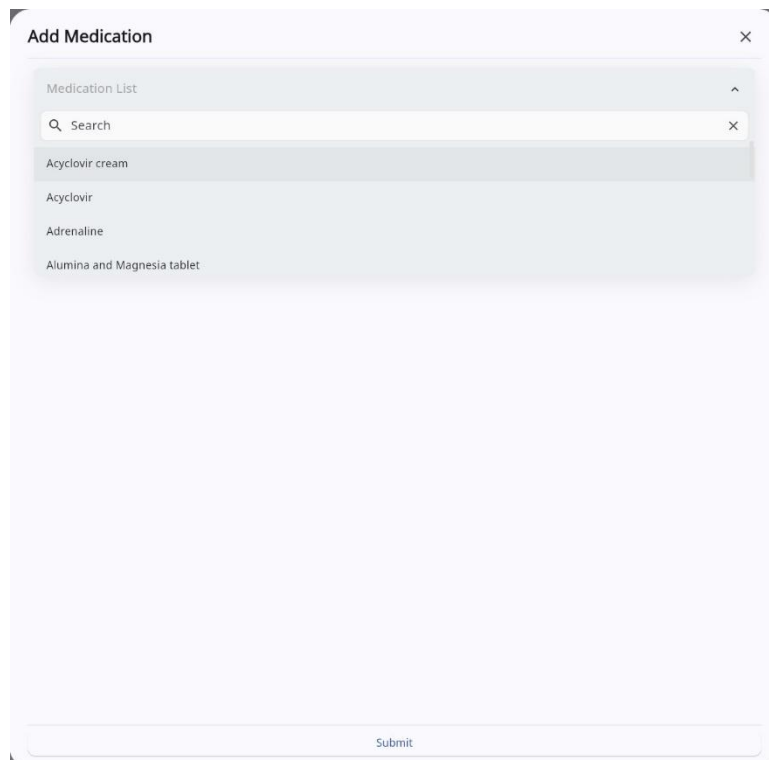 Add Medication
Medication List
Search
Acyclovir cream
Acyclovir
Adrenaline
Alumina and Magnesia tablet
Submit